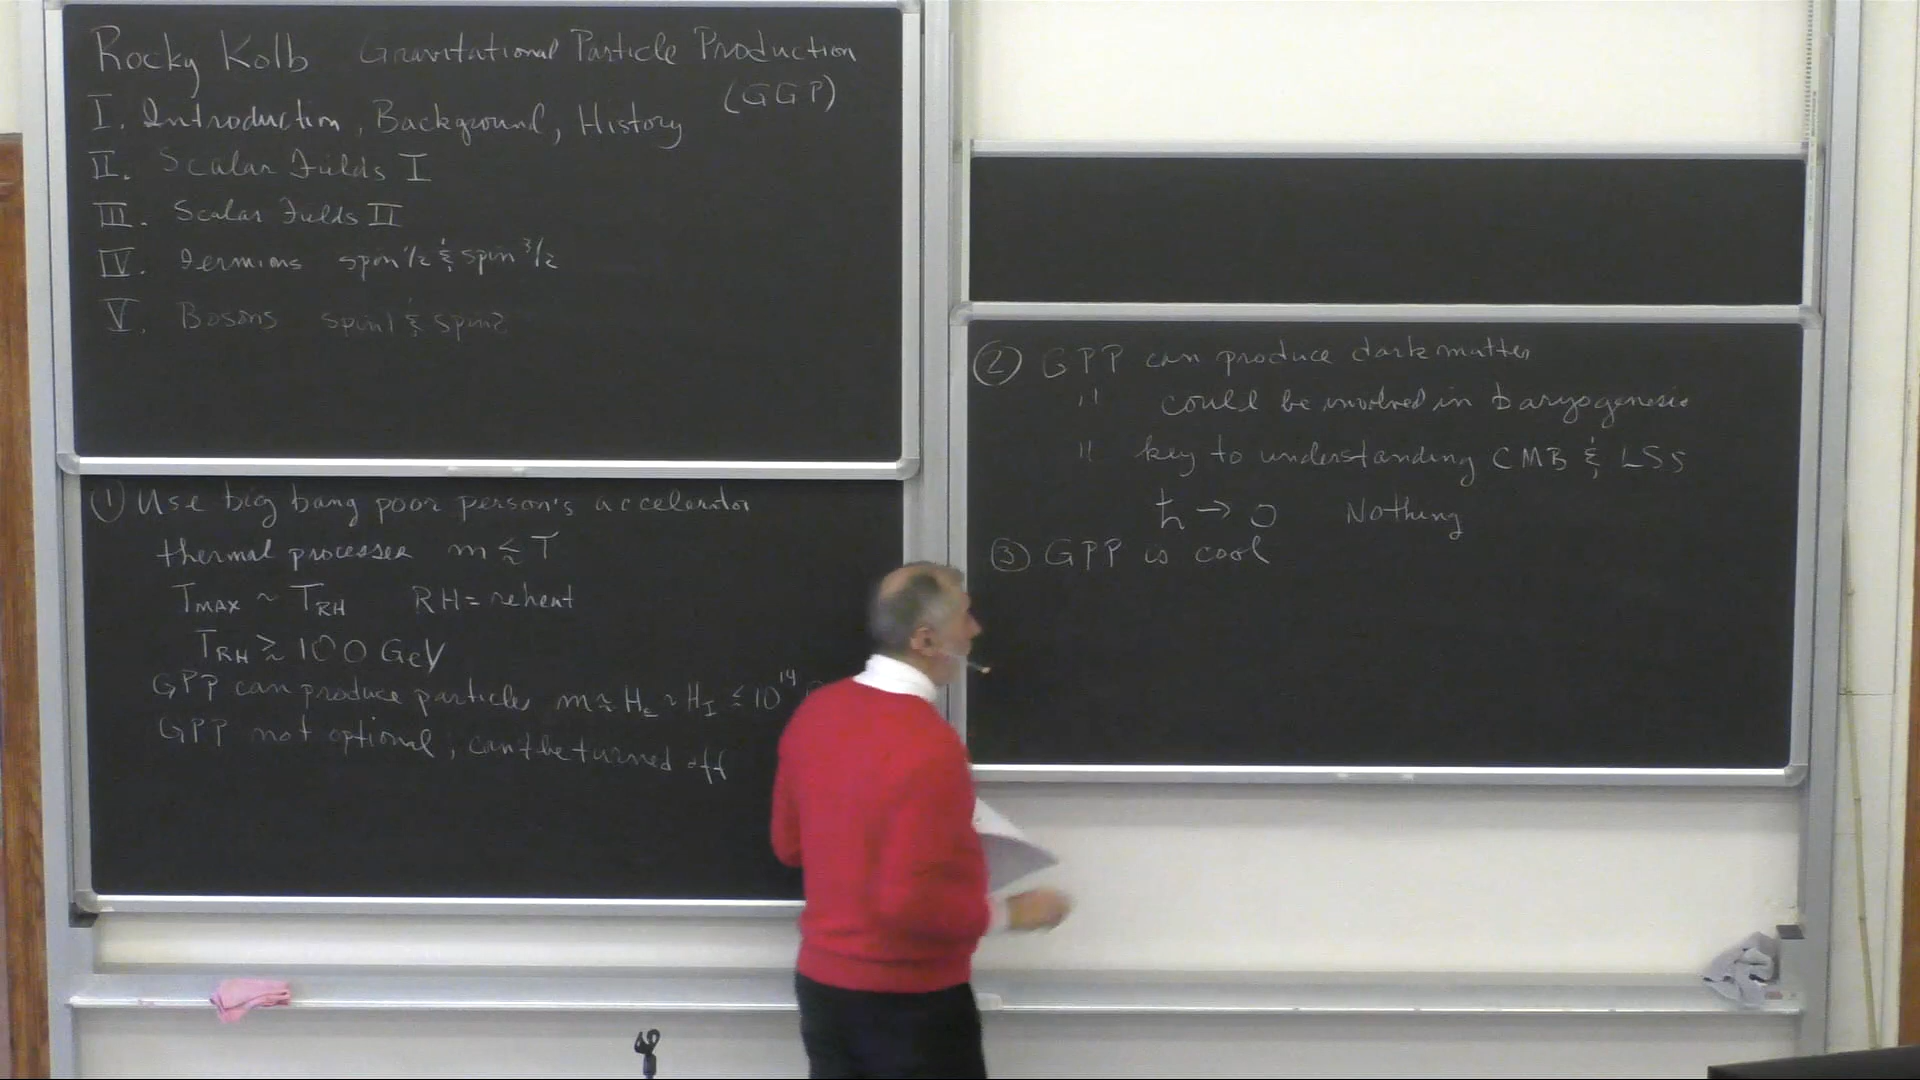 Rocky Kolb Gravitational Particle Production
(GGP)
I. Introduction, Background, History
II. Scalar Fields I
III. Scalar Fields II
IV. Fermions spin 1/2 & spin 3/2
V. Bosons spin 1 & spin 2
① Use big bang poor person's accelerator
thermal processes m ≲ T
T_MAX ~ T_RH RH = reheat
T_RH ≳ 100 GeV
GPP can produce particles m ≈ H_e ~ H_I ≤ 10^14
GPP not optional, can't be turned off
② GPP can produce dark matter
" could be involved in baryogenesis
" key to understanding CMB & LSS
ħ → 0 Nothing
③ GPP is cool